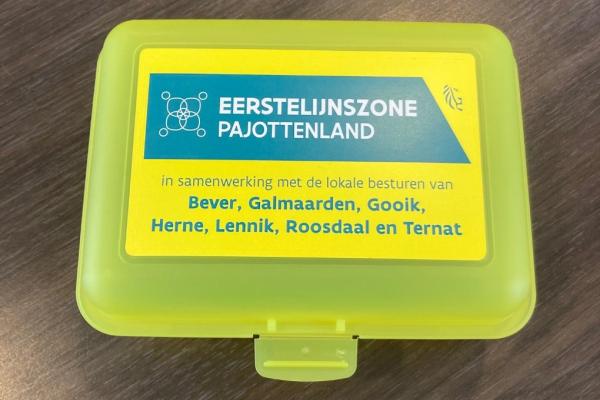 EERSTELIJNSZONE
PAJOTTENLAND
in samenwerking met de lokale besturen van
Bever, Galmaarden, Gooik,
Herne, Lennik, Roosdaal en Ternat